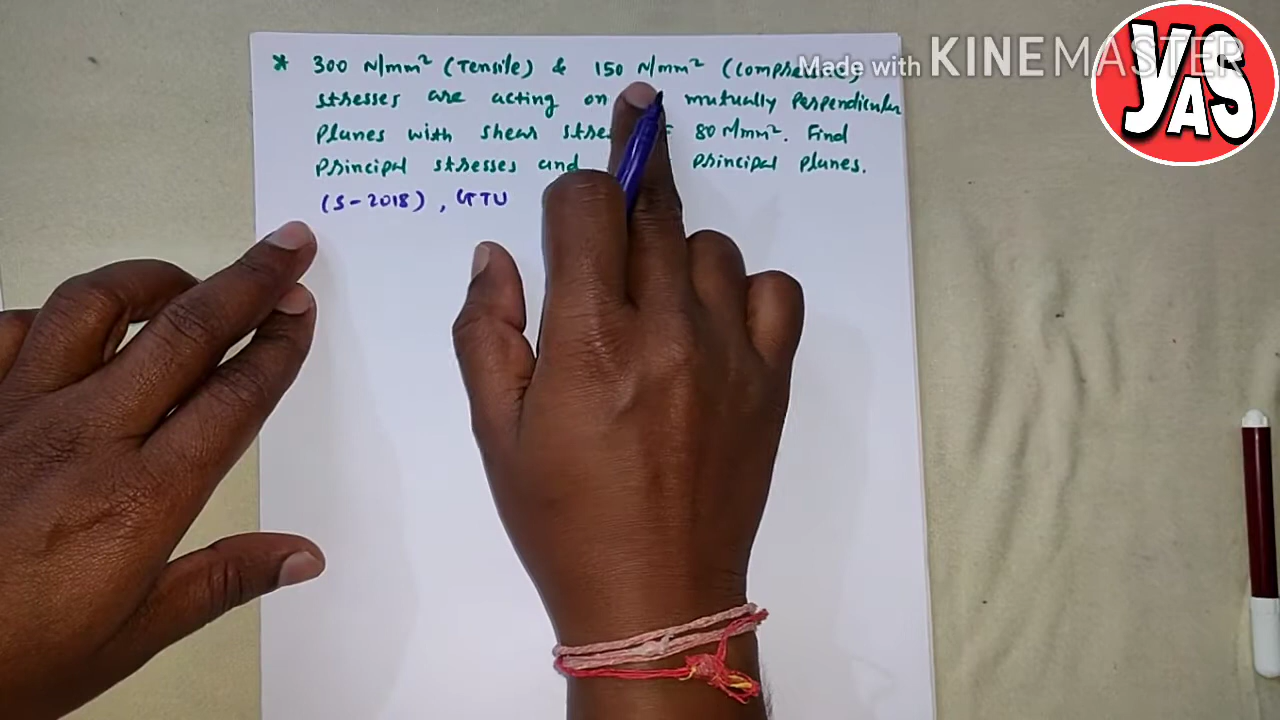 * 300 N/mm² (Tensile) & 150 N/mm² (Compressive)
stresses are acting on mutually perpendicular
planes with shear stress 80 N/mm². Find
principal stresses and principal planes.
(S-2018), GTU
Made with KINEMASTER
YAS